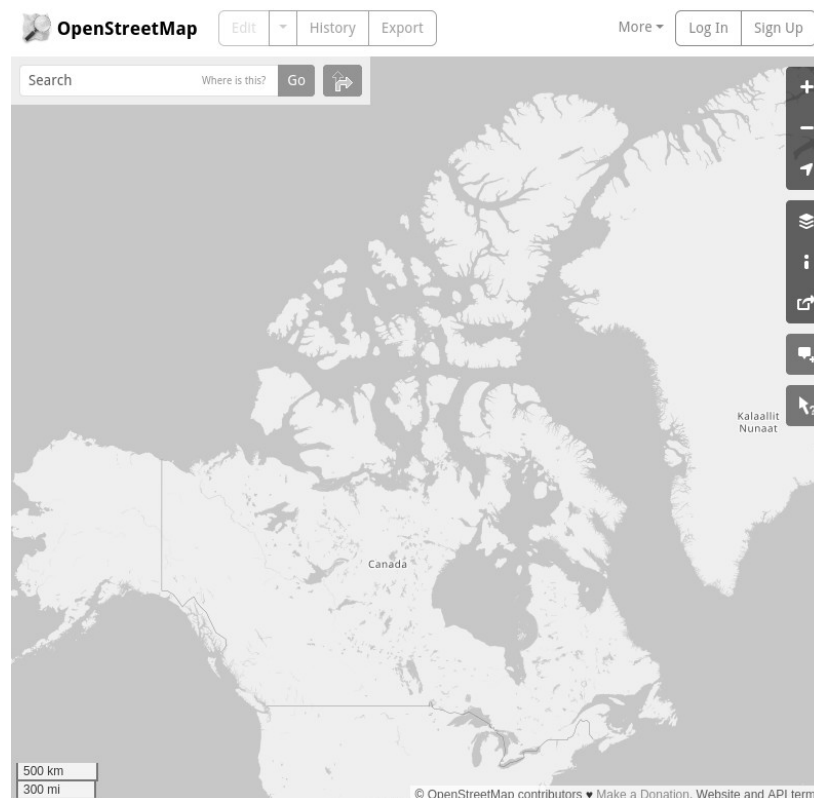 OpenStreetMap Edit History Export More Log In Sign Up
Search Where is this? Go
Kalaallit
Nunaat
Canada
500 km
300 mi
© OpenStreetMap contributors ♥ Make a Donation. Website and API term